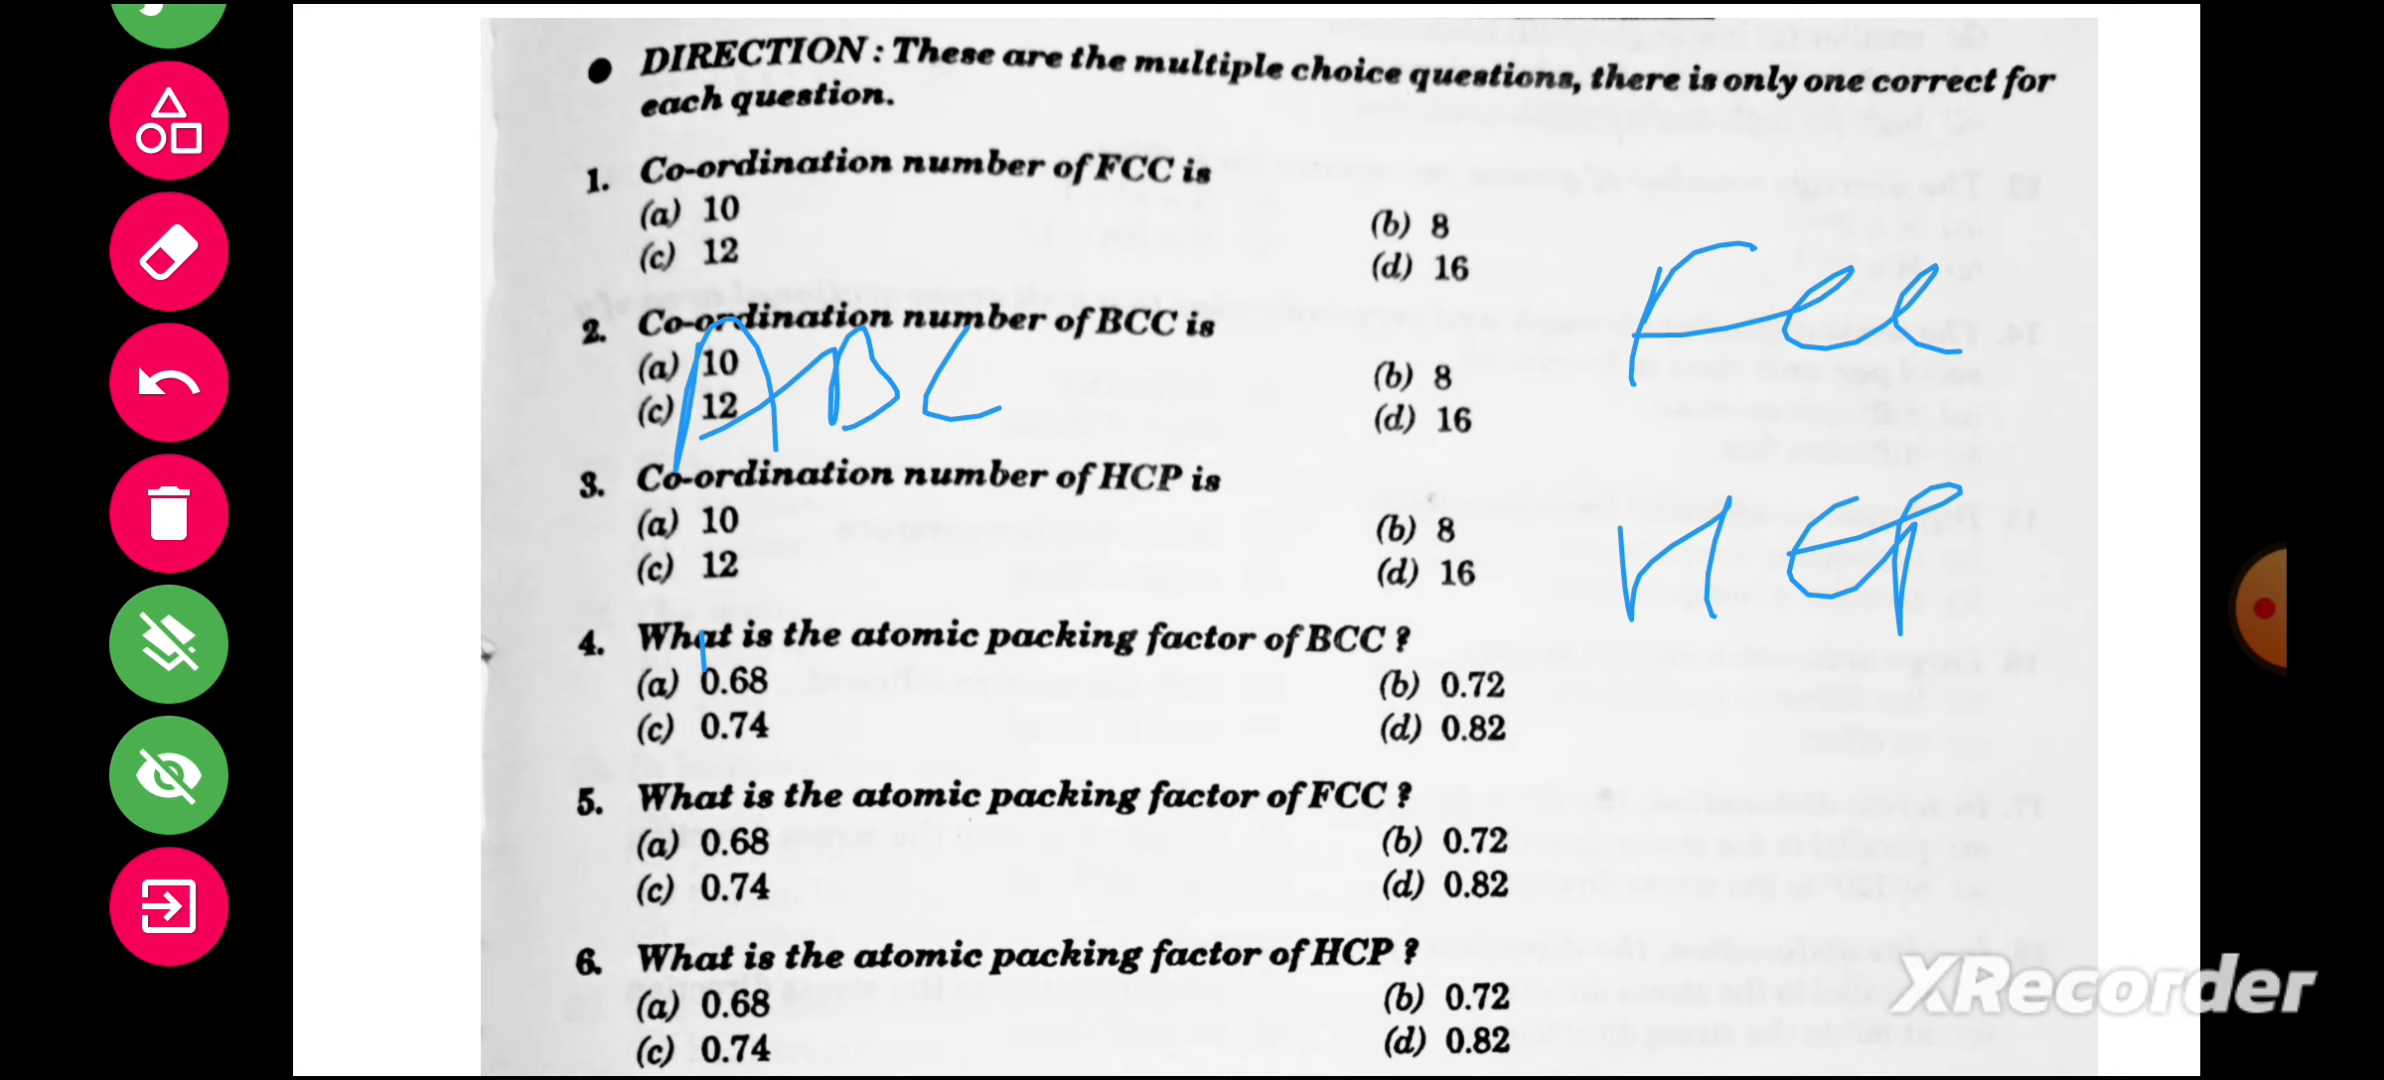 DIRECTION : These are the multiple choice questions, there is only one correct for
each question.
1. Co-ordination number of FCC is
(a) 10 (b) 8
(c) 12 (d) 16
2. Co-ordination number of BCC is
(a) 10 (b) 8
(c) 12 (d) 16
3. Co-ordination number of HCP is
(a) 10 (b) 8
(c) 12 (d) 16
4. What is the atomic packing factor of BCC ?
(a) 0.68 (b) 0.72
(c) 0.74 (d) 0.82
5. What is the atomic packing factor of FCC ?
(a) 0.68 (b) 0.72
(c) 0.74 (d) 0.82
6. What is the atomic packing factor of HCP ?
(a) 0.68 (b) 0.72
(c) 0.74 (d) 0.82
ABC
XRecorder